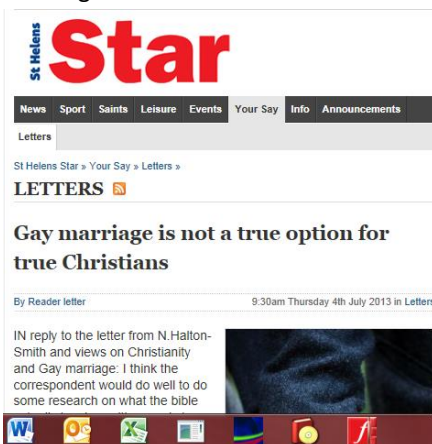 St Helens
Star
News Sport Saints Leisure Events Your Say Info Announcements
Letters
St Helens Star » Your Say » Letters »
LETTERS
Gay marriage is not a true option for
true Christians
By Reader letter 9:30am Thursday 4th July 2013 in Letters
IN reply to the letter from N.Halton-
Smith and views on Christianity
and Gay marriage: I think the
correspondent would do well to do
some research on what the bible